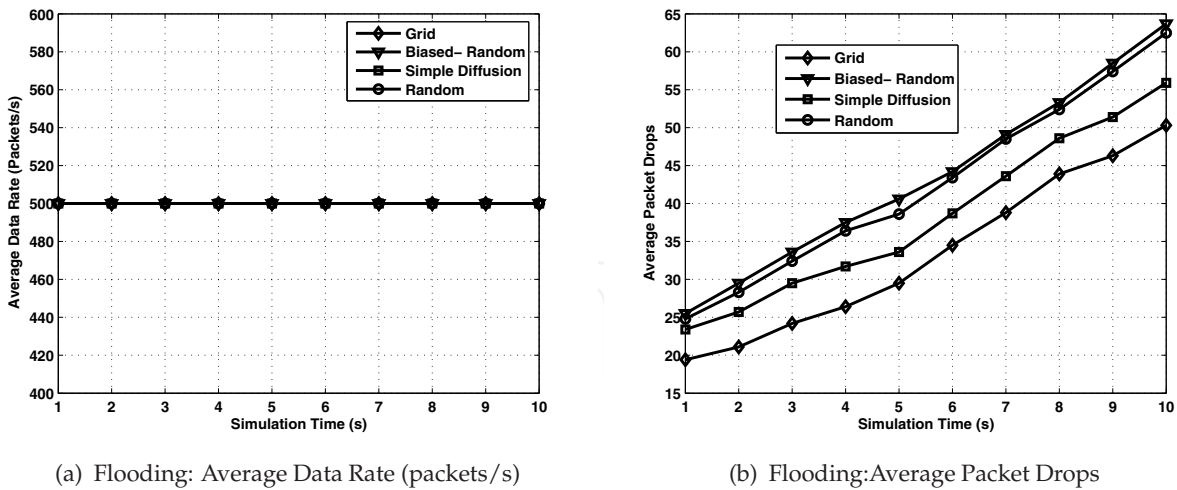 600
580
560
540
520
500
480
460
440
420
400
Average Data Rate (Packets/s)
Grid
Biased− Random
Simple Diffusion
Random
1 2 3 4 5 6 7 8 9 10
Simulation Time (s)
(a) Flooding: Average Data Rate (packets/s)
65
60
55
50
45
40
35
30
25
20
15
Average Packet Drops
Grid
Biased− Random
Simple Diffusion
Random
1 2 3 4 5 6 7 8 9 10
Simulation Time (s)
(b) Flooding:Average Packet Drops